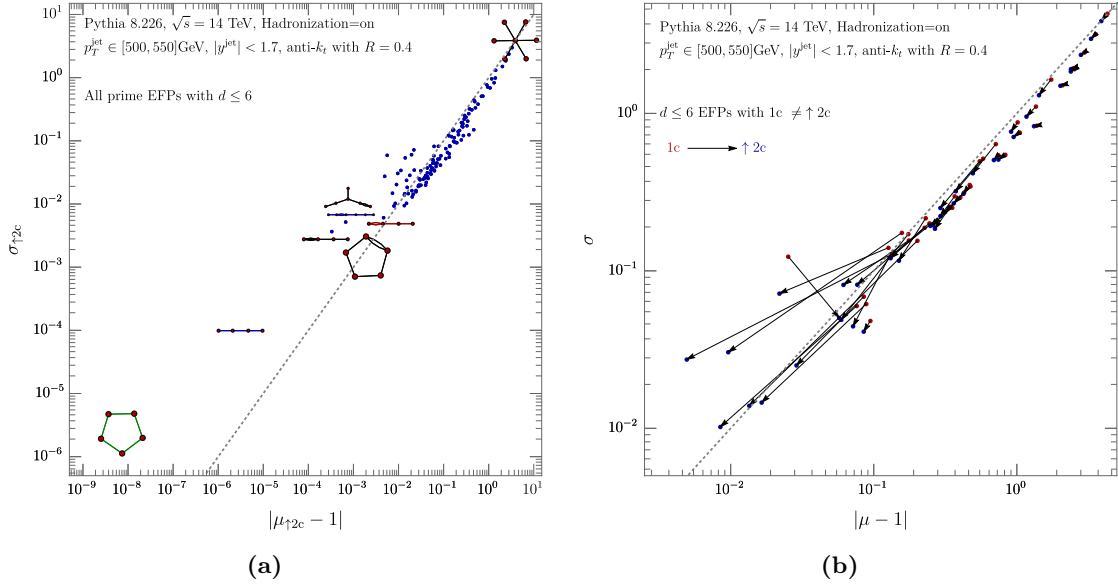 Pythia 8.226, √s = 14 TeV, Hadronization=on
p_T^jet ∈ [500, 550]GeV, |y^jet| < 1.7, anti-k_t with R = 0.4
All prime EFPs with d ≤ 6
10^1
10^0
10^-1
10^-2
10^-3
10^-4
10^-5
10^-6
σ_↑2c
10^-9 10^-8 10^-7 10^-6 10^-5 10^-4 10^-3 10^-2 10^-1 10^0 10^1
|μ_↑2c − 1|
(a)
Pythia 8.226, √s = 14 TeV, Hadronization=on
p_T^jet ∈ [500, 550]GeV, |y^jet| < 1.7, anti-k_t with R = 0.4
d ≤ 6 EFPs with 1c ≠ ↑ 2c
1c ⟶ ↑ 2c
10^0
10^-1
10^-2
σ
10^-2 10^-1 10^0
|μ − 1|
(b)